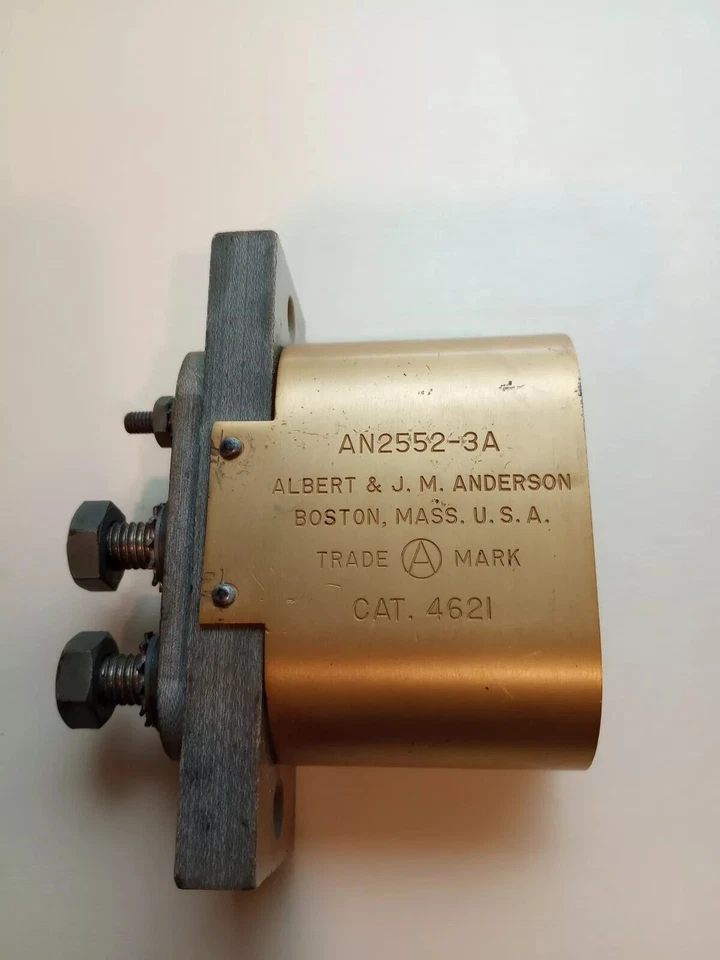 AN2552-3A
ALBERT & J. M. ANDERSON
BOSTON, MASS. U. S. A.
TRADE A MARK
CAT. 4621